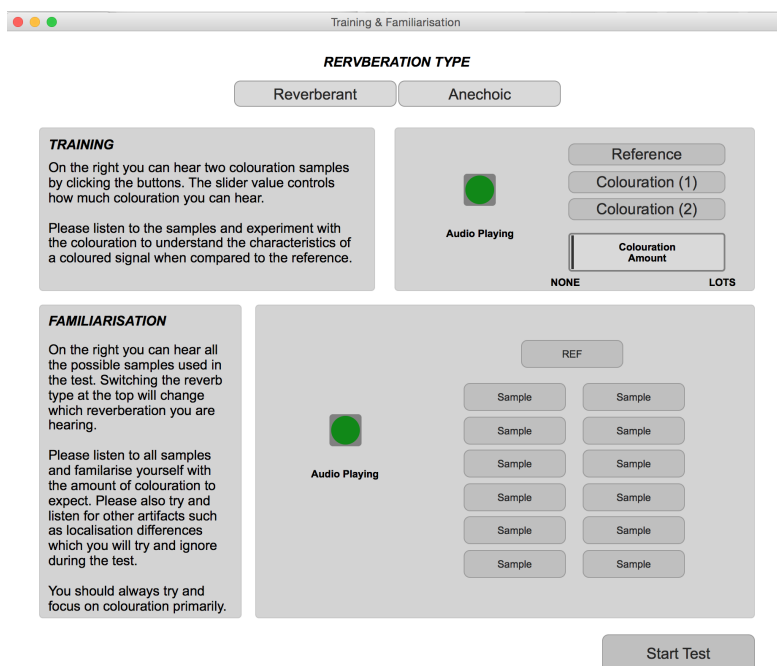 Training & Familiarisation
RERVBERATION TYPE
Reverberant
Anechoic
TRAINING
On the right you can hear two colouration samples
by clicking the buttons. The slider value controls
how much colouration you can hear.
Please listen to the samples and experiment with
the colouration to understand the characteristics of
a coloured signal when compared to the reference.
Audio Playing
Reference
Colouration (1)
Colouration (2)
Colouration
Amount
NONE
LOTS
FAMILIARISATION
On the right you can hear all
the possible samples used in
the test. Switching the reverb
type at the top will change
which reverberation you are
hearing.
Please listen to all samples
and familarise yourself with
the amount of colouration to
expect. Please also try and
listen for other artifacts such
as localisation differences
which you will try and ignore
during the test.
You should always try and
focus on colouration primarily.
Audio Playing
REF
Sample
Sample
Sample
Sample
Sample
Sample
Sample
Sample
Sample
Sample
Sample
Sample
Start Test